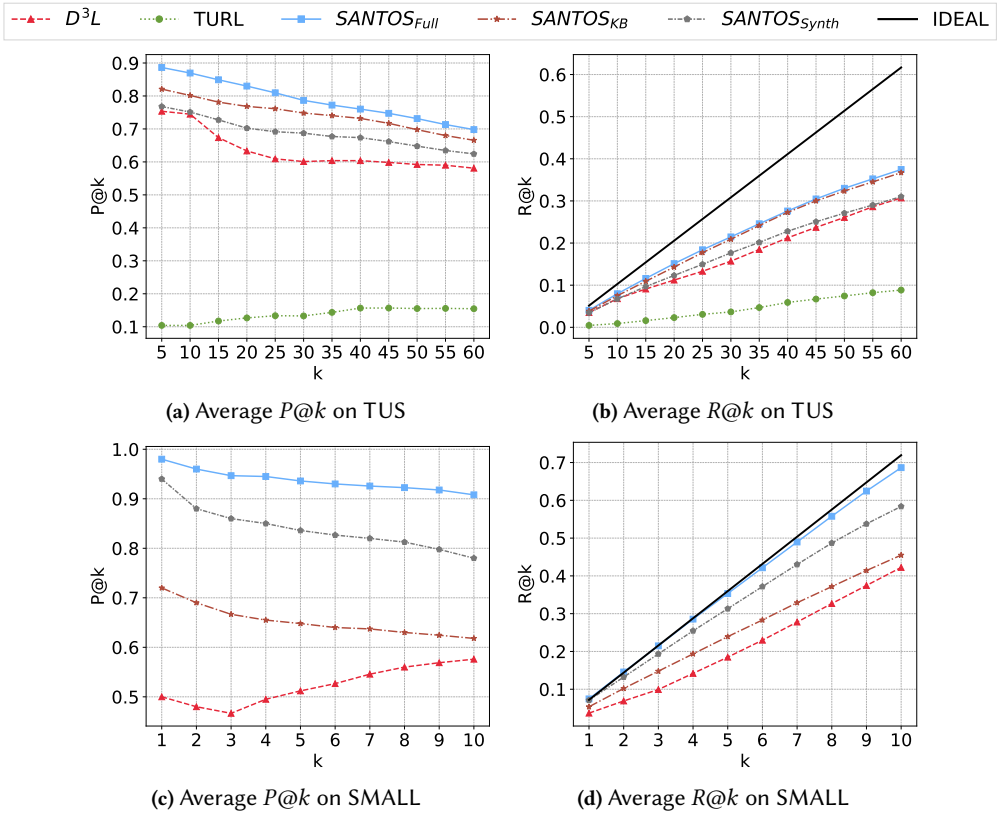 D³L TURL SANTOS_Full SANTOS_KB SANTOS_Synth IDEAL
0.9
0.8
0.7
0.6
0.5
0.4
0.3
0.2
0.1
P@k
5 10 15 20 25 30 35 40 45 50 55 60
k
(a) Average P@k on TUS
0.6
0.5
0.4
0.3
0.2
0.1
0.0
R@k
5 10 15 20 25 30 35 40 45 50 55 60
k
(b) Average R@k on TUS
1.0
0.9
0.8
0.7
0.6
0.5
P@k
1 2 3 4 5 6 7 8 9 10
k
(c) Average P@k on SMALL
0.7
0.6
0.5
0.4
0.3
0.2
0.1
R@k
1 2 3 4 5 6 7 8 9 10
k
(d) Average R@k on SMALL